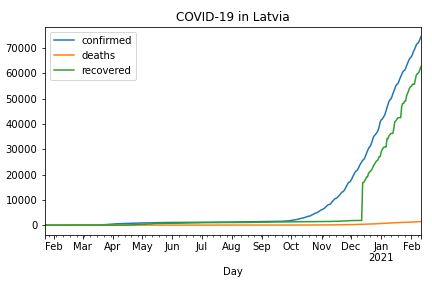 COVID-19 in Latvia
confirmed
deaths
recovered
70000
60000
50000
40000
30000
20000
10000
0
Feb Mar Apr May Jun Jul Aug Sep Oct Nov Dec Jan Feb
2021
Day